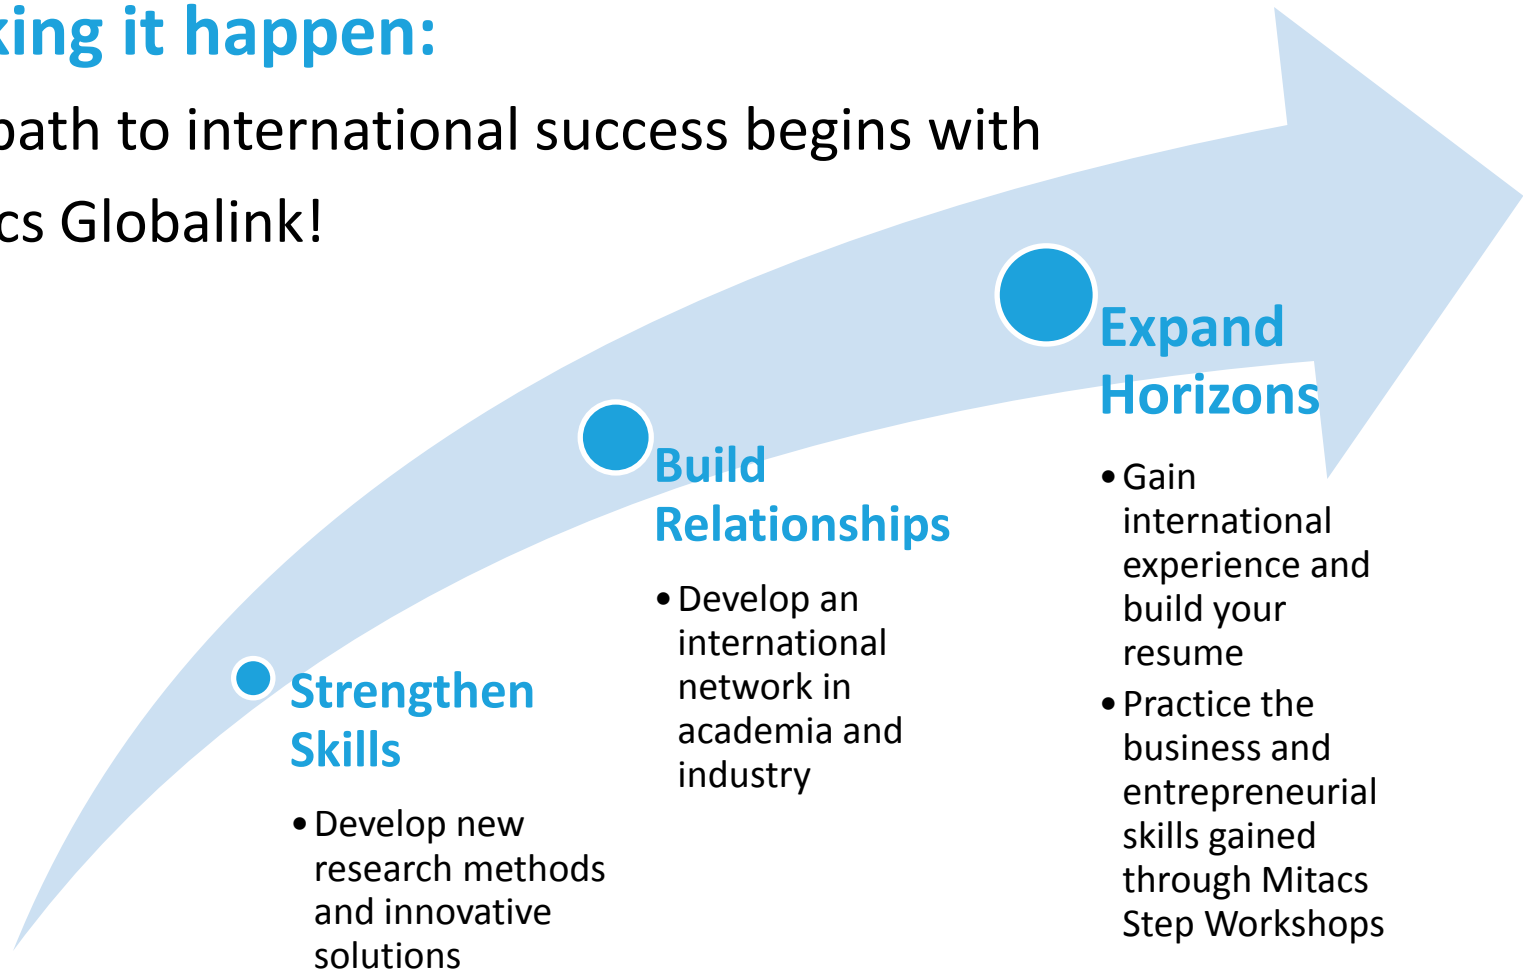 king it happen:
path to international success begins with
cs Globalink!
Expand
Horizons
• Gain
international
experience and
build your
resume
• Practice the
business and
entrepreneurial
skills gained
through Mitacs
Step Workshops
Build
Relationships
• Develop an
international
network in
academia and
industry
Strengthen
Skills
• Develop new
research methods
and innovative
solutions